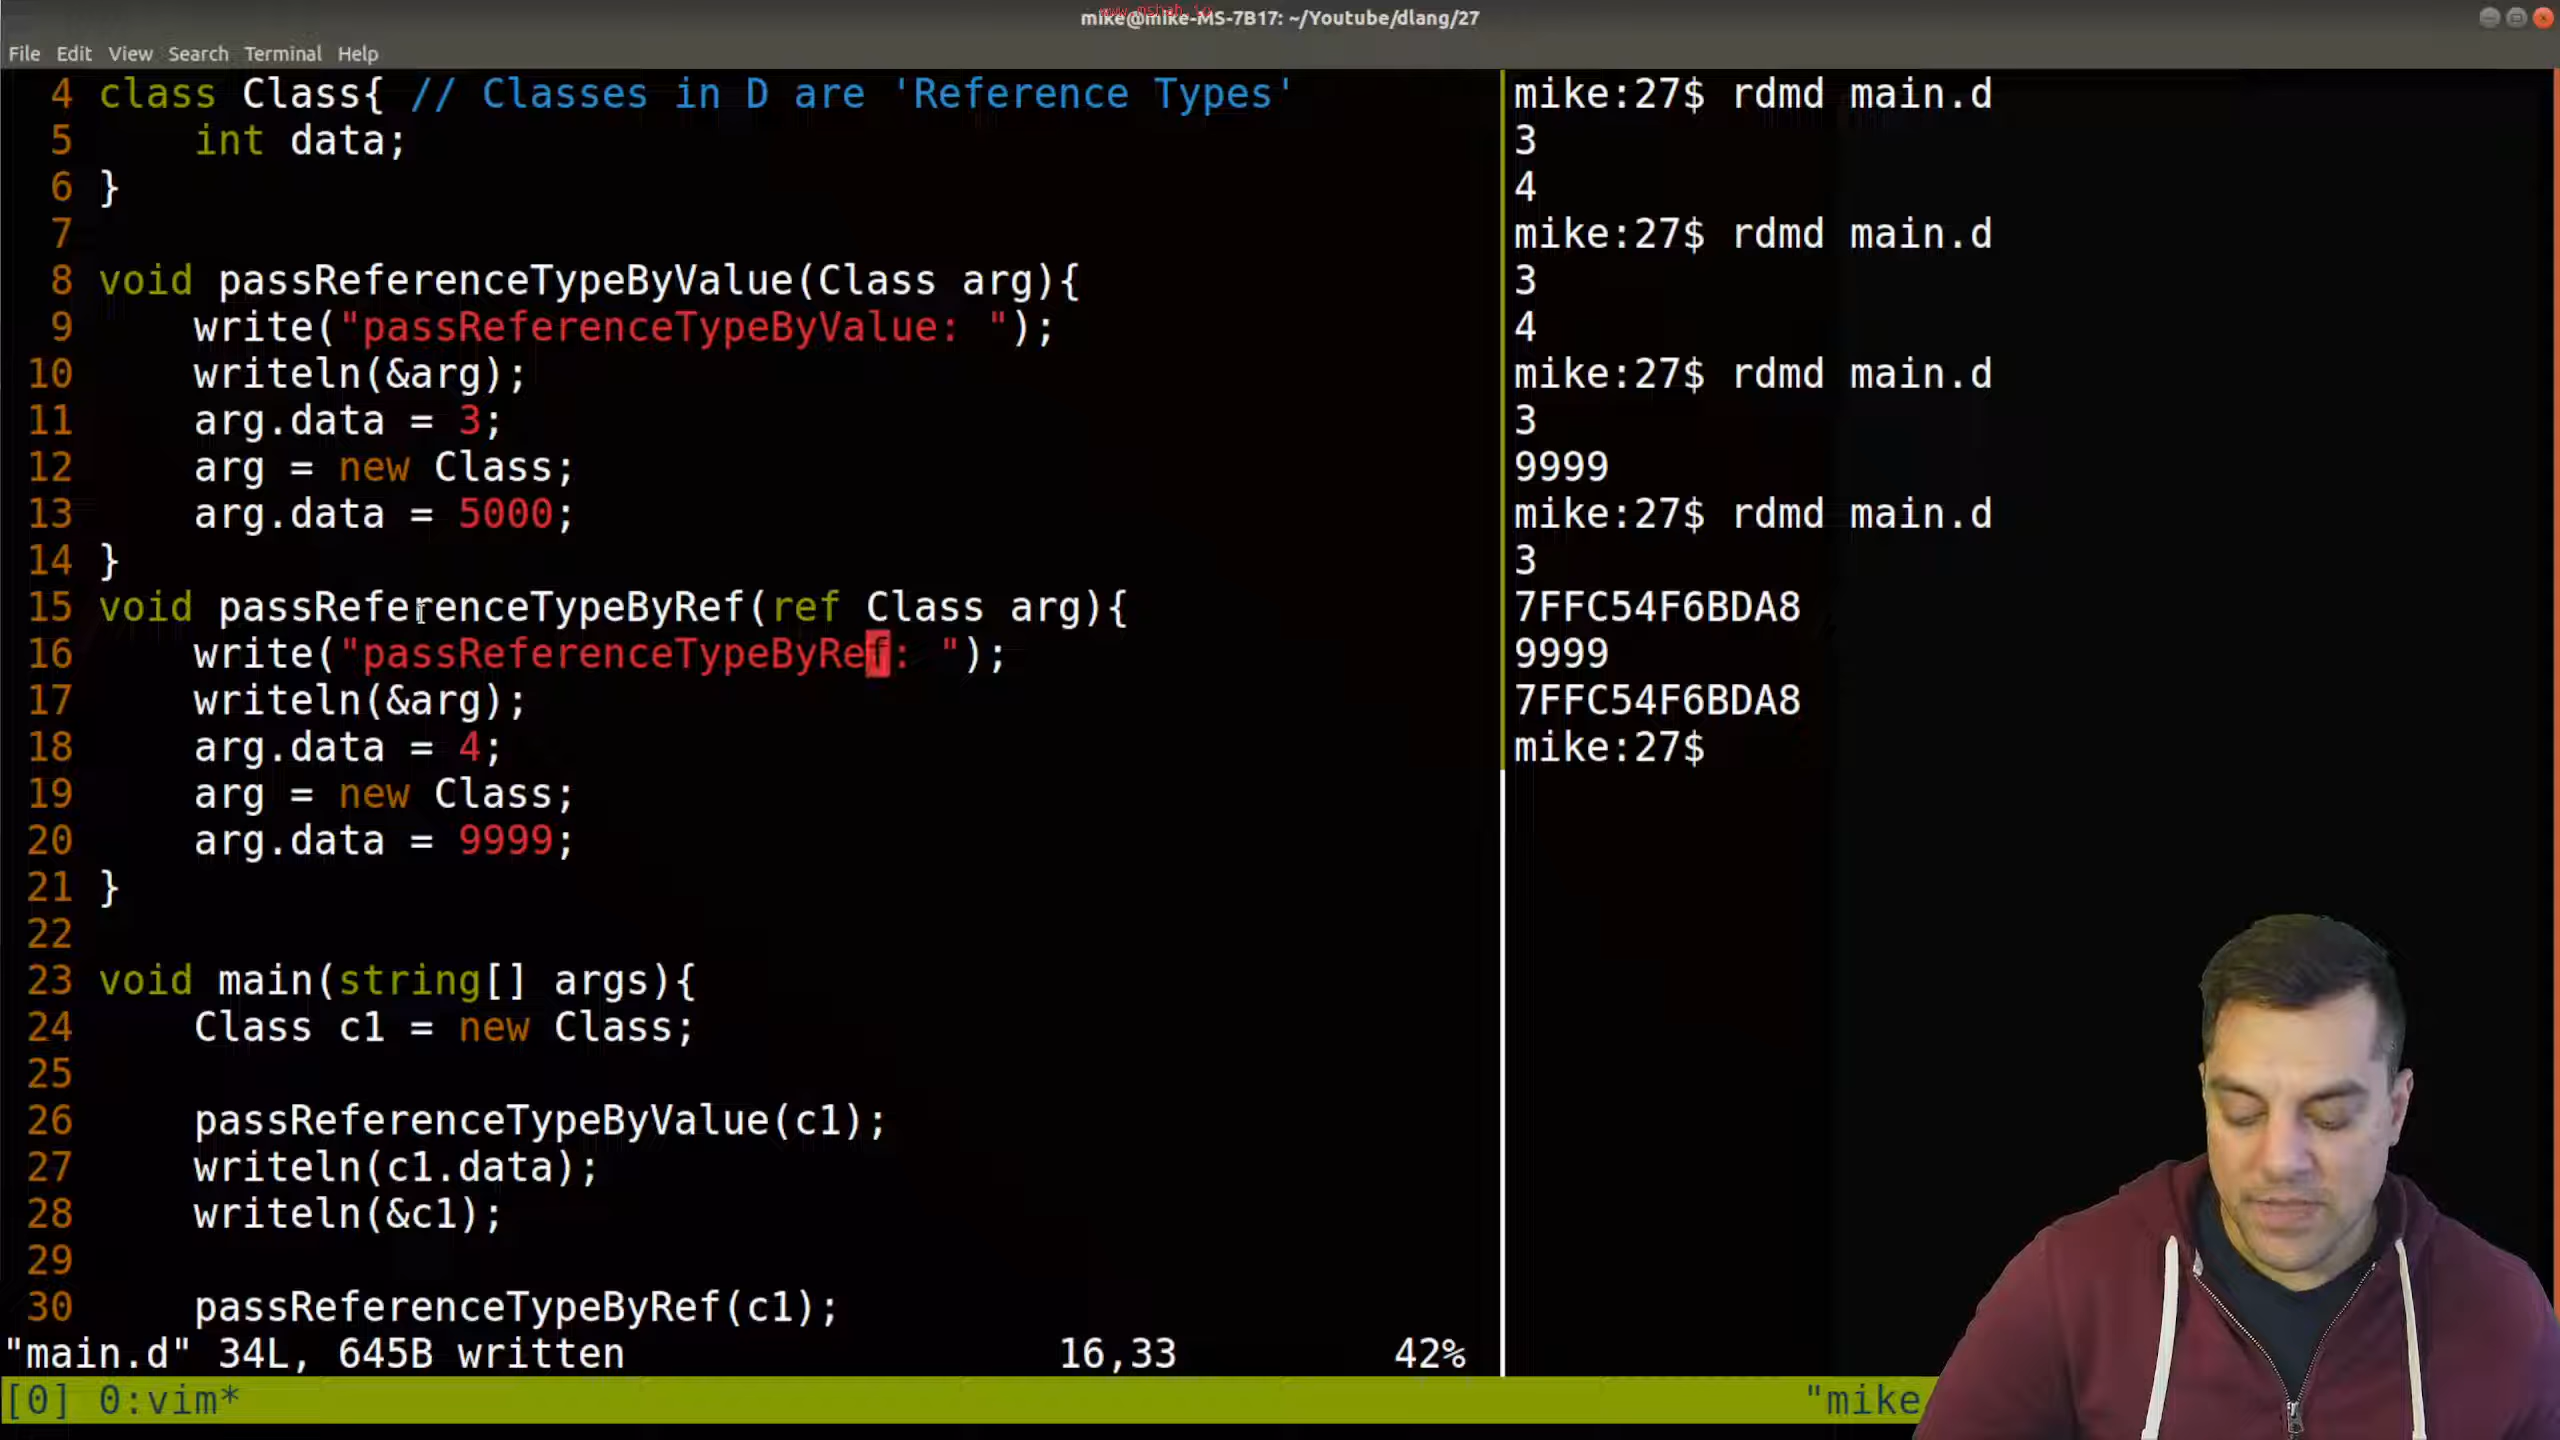 www.mshah.io
mike@mike-MS-7B17: ~/Youtube/dlang/27
File Edit View Search Terminal Help
4 class Class{ // Classes in D are 'Reference Types'
5     int data;
6 }
7
8 void passReferenceTypeByValue(Class arg){
9     write("passReferenceTypeByValue: ");
10     writeln(&arg);
11     arg.data = 3;
12     arg = new Class;
13     arg.data = 5000;
14 }
15 void passReferenceTypeByRef(ref Class arg){
16     write("passReferenceTypeByRef: ");
17     writeln(&arg);
18     arg.data = 4;
19     arg = new Class;
20     arg.data = 9999;
21 }
22
23 void main(string[] args){
24     Class c1 = new Class;
25
26     passReferenceTypeByValue(c1);
27     writeln(c1.data);
28     writeln(&c1);
29
30     passReferenceTypeByRef(c1);
"main.d" 34L, 645B written 16,33 42%
mike:27$ rdmd main.d
3
4
mike:27$ rdmd main.d
3
4
mike:27$ rdmd main.d
3
9999
mike:27$ rdmd main.d
3
7FFC54F6BDA8
9999
7FFC54F6BDA8
mike:27$
[0] 0:vim* "mike